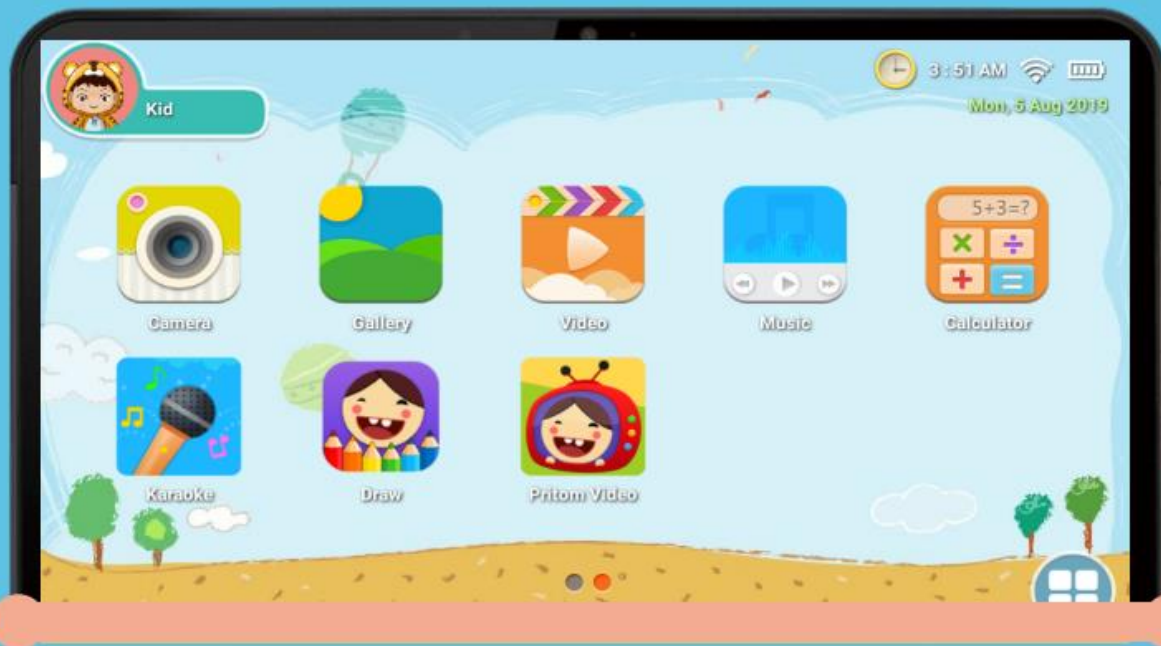 Kid
3:51 AM
Mon, 5 Aug 2019
5+3=?
Camera
Gallery
Video
Music
Calculator
Karaoke
Draw
Pritom Video